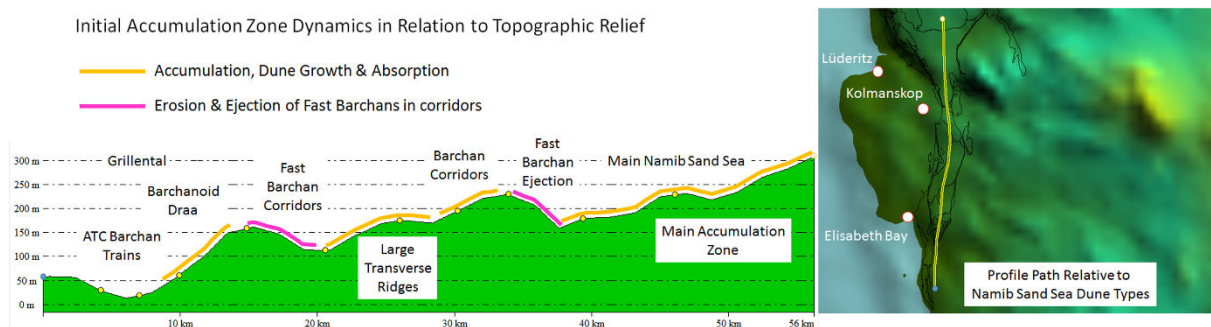 Initial Accumulation Zone Dynamics in Relation to Topographic Relief
Accumulation, Dune Growth & Absorption
Erosion & Ejection of Fast Barchans in corridors
300 m
250 m
200 m
150 m
100 m
50 m
0 m
Grillental
Barchanoid
Draa
ATC Barchan
Trains
Fast
Barchan
Corridors
Large
Transverse
Ridges
Barchan
Corridors
Fast
Barchan
Ejection
Main Namib Sand Sea
Main Accumulation
Zone
10 km
20 km
30 km
40 km
50 km
56 km
Lüderitz
Kolmanskop
Elisabeth Bay
Profile Path Relative to
Namib Sand Sea Dune Types